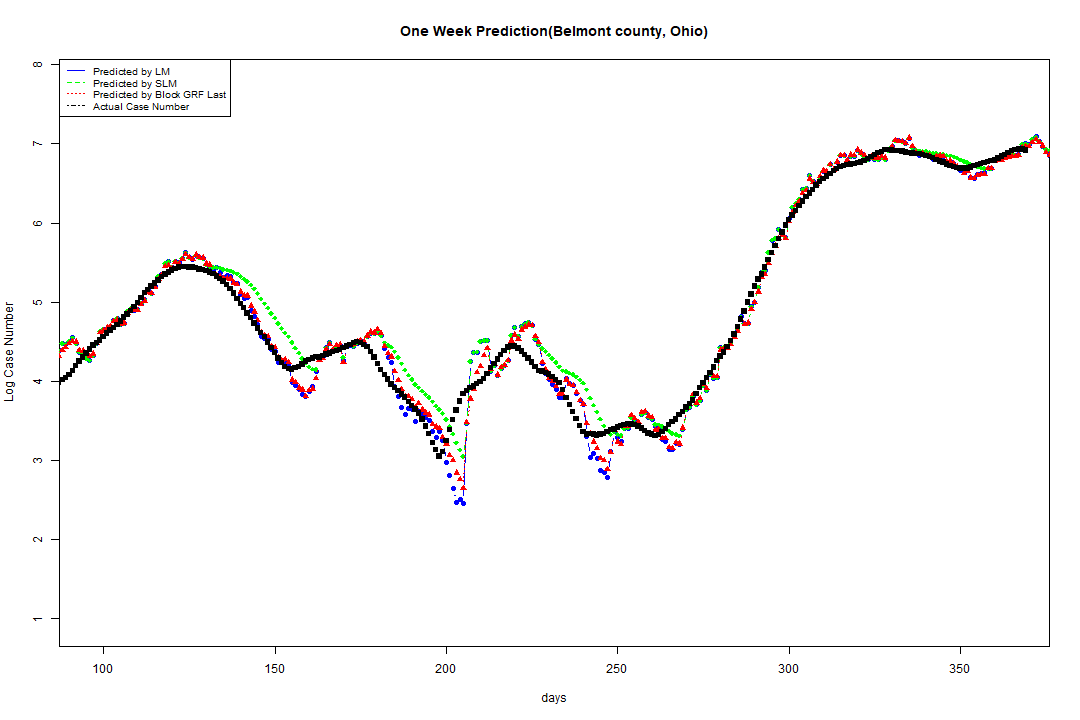 One Week Prediction(Belmont county, Ohio)
Predicted by LM
Predicted by SLM
Predicted by Block GRF Last
Actual Case Number
Log Case Number
8
7
6
5
4
3
2
1
100 150 200 250 300 350
days